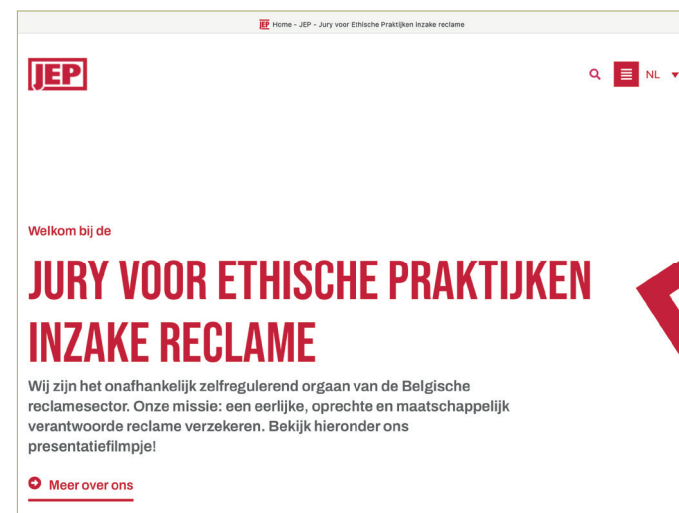 JEP Home - JEP - Jury voor Ethische Praktijken inzake reclame
JEP
NL
Welkom bij de
JURY VOOR ETHISCHE PRAKTIJKEN
INZAKE RECLAME
Wij zijn het onafhankelijk zelfregulerend orgaan van de Belgische
reclamesector. Onze missie: een eerlijke, oprechte en maatschappelijk
verantwoorde reclame verzekeren. Bekijk hieronder ons
presentatiefilmpje!
Meer over ons